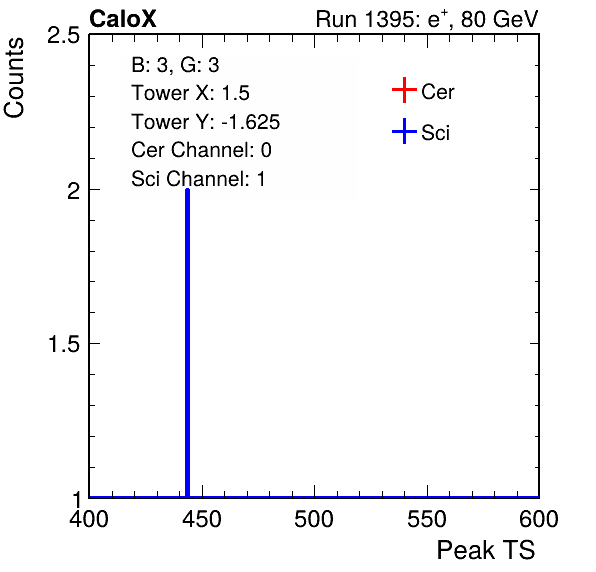 CaloX Run 1395: e⁺, 80 GeV
Counts
2.5
2
1.5
1
B: 3, G: 3
Tower X: 1.5
Tower Y: -1.625
Cer Channel: 0
Sci Channel: 1
Cer
Sci
400 450 500 550 600
Peak TS